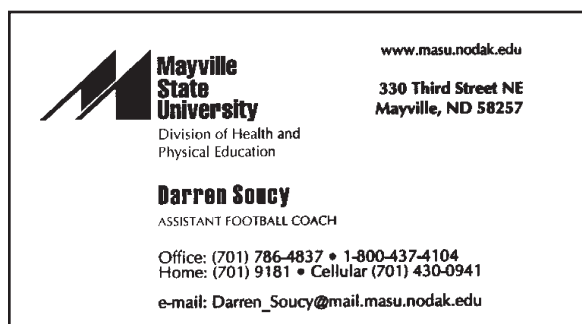 www.masu.nodak.edu
Mayville
State
University
330 Third Street NE
Mayville, ND 58257
Division of Health and
Physical Education
Darren Soucy
ASSISTANT FOOTBALL COACH
Office: (701) 786-4837 • 1-800-437-4104
Home: (701) 9181 • Cellular (701) 430-0941
e-mail: Darren_Soucy@mail.masu.nodak.edu